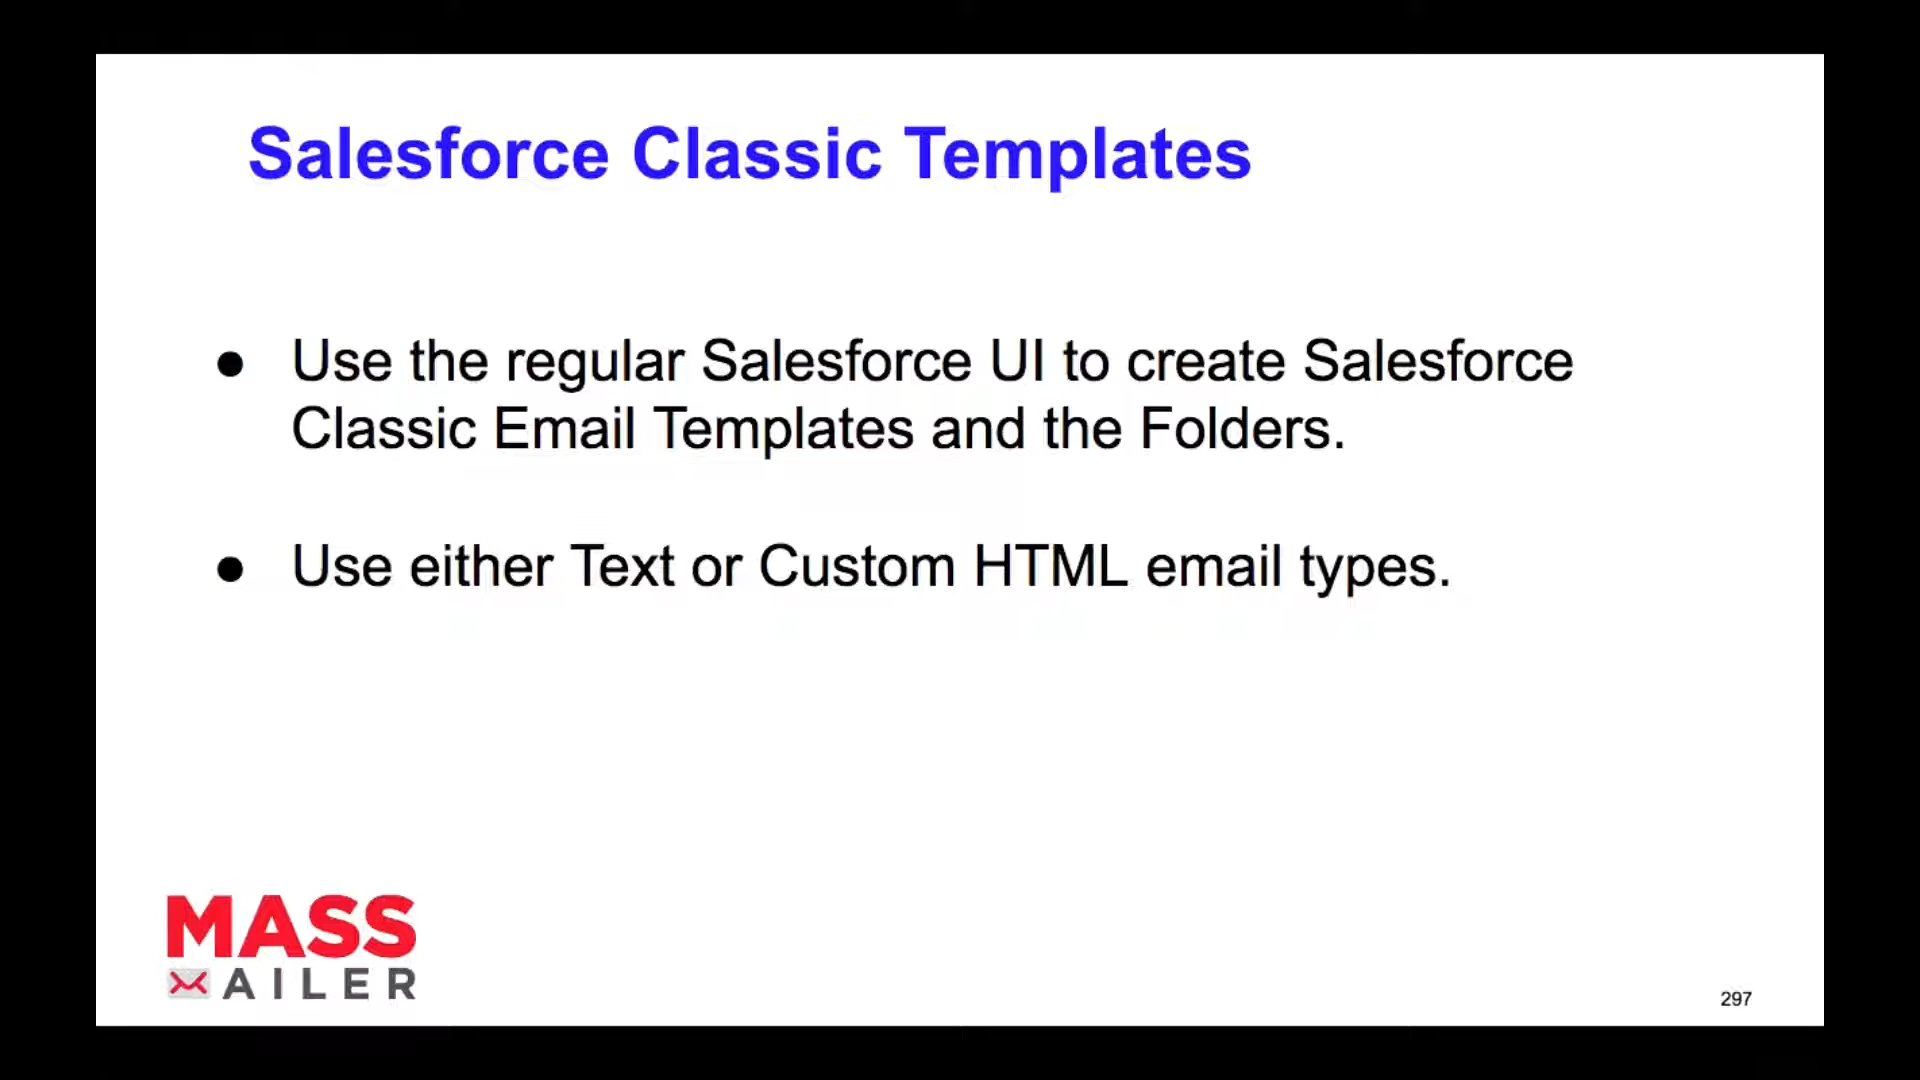 Salesforce Classic Templates
● Use the regular Salesforce UI to create Salesforce
Classic Email Templates and the Folders.
● Use either Text or Custom HTML email types.
MASS
AILER
297